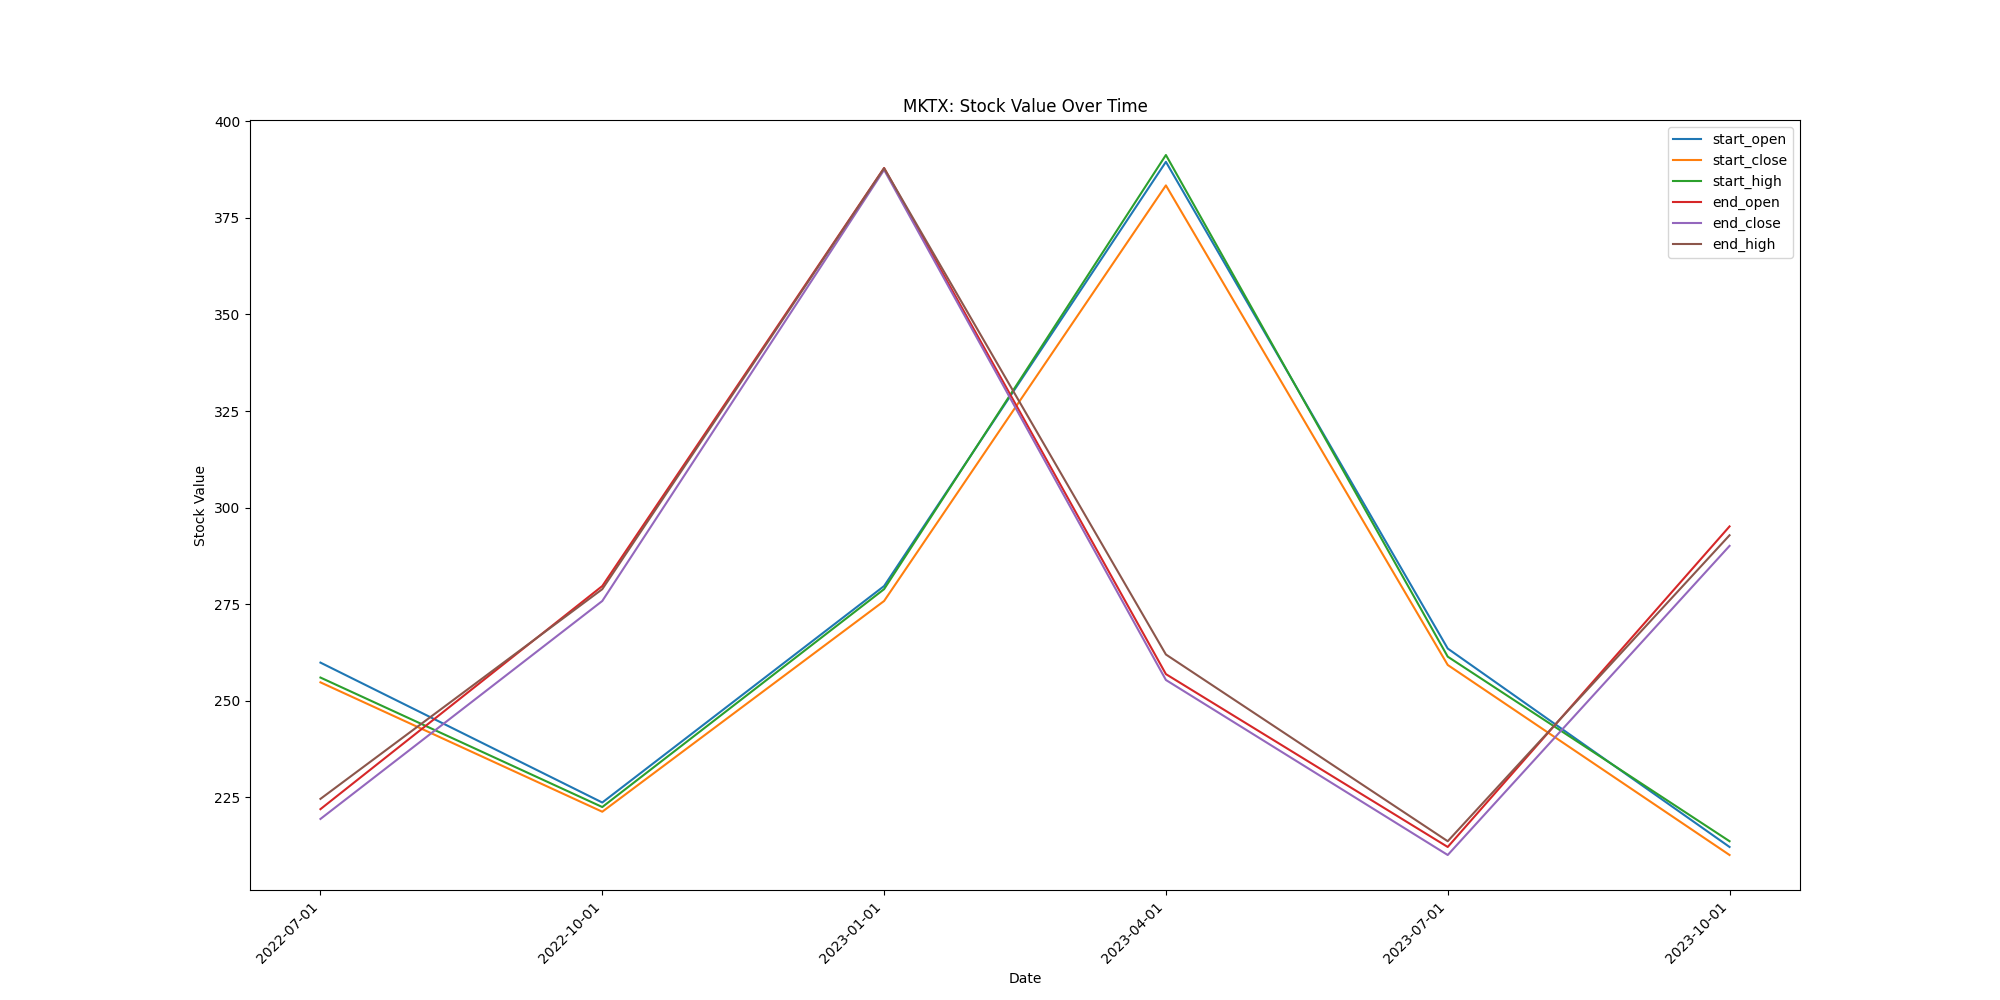 MKTX: Stock Value Over Time
400
375
350
325
300
275
250
225
Stock Value
start_open
start_close
start_high
end_open
end_close
end_high
2022-07-01
2022-10-01
2023-01-01
2023-04-01
2023-07-01
2023-10-01
Date